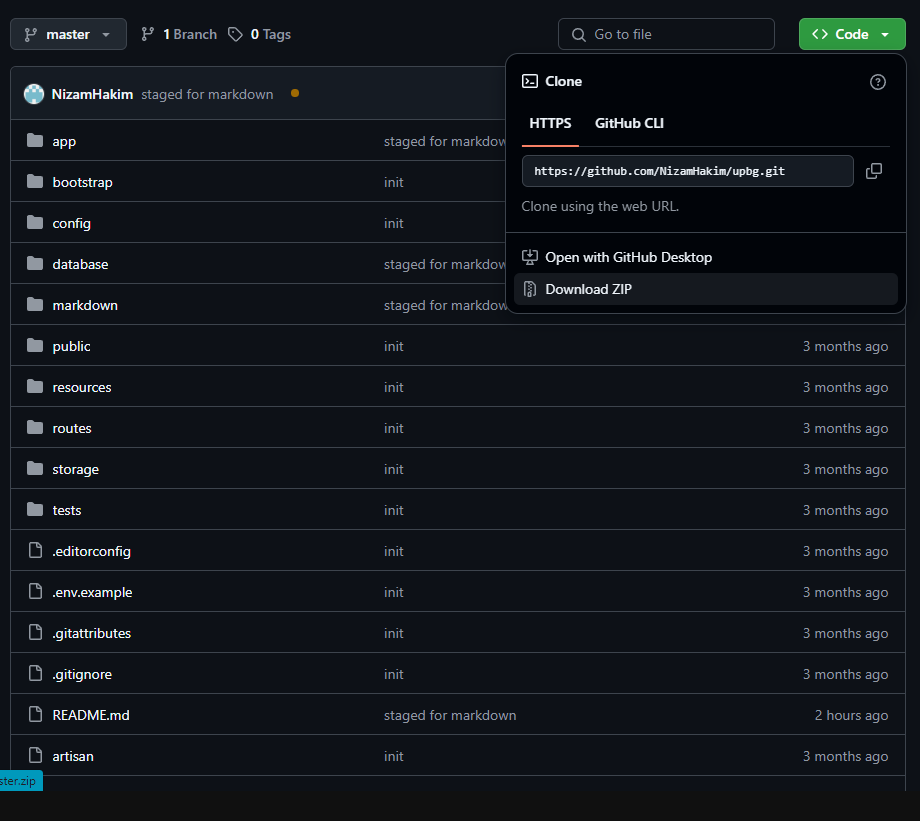 master 1 Branch 0 Tags Go to file Code
NizamHakim staged for markdown
Clone
HTTPS GitHub CLI
https://github.com/NizamHakim/upbg.git
Clone using the web URL.
Open with GitHub Desktop
Download ZIP
app staged for markdow
bootstrap init
config init
database staged for markdow
markdown staged for markdow
public init 3 months ago
resources init 3 months ago
routes init 3 months ago
storage init 3 months ago
tests init 3 months ago
.editorconfig init 3 months ago
.env.example init 3 months ago
.gitattributes init 3 months ago
.gitignore init 3 months ago
README.md staged for markdown 2 hours ago
artisan init 3 months ago
ster.zip